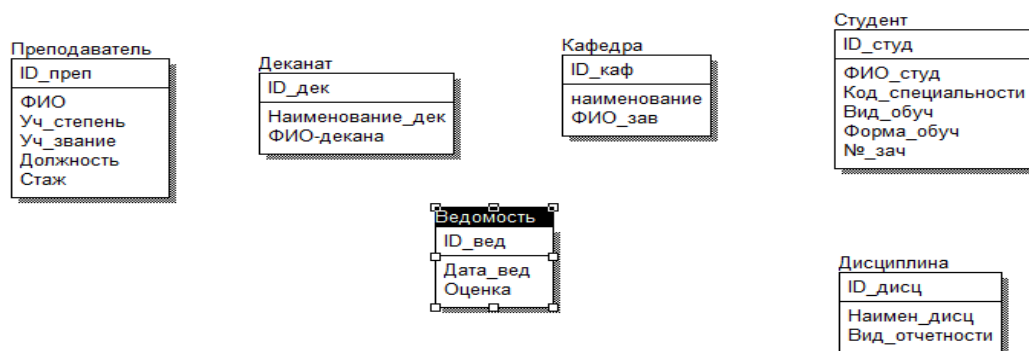 Преподаватель
ID_преп
ФИО
Уч_степень
Уч_звание
Должность
Стаж
Деканат
ID_дек
Наименование_дек
ФИО-декана
Кафедра
ID_каф
наименование
ФИО_зав
Студент
ID_студ
ФИО_студ
Код_специальности
Вид_обуч
Форма_обуч
№_зач
Ведомость
ID_вед
Дата_вед
Оценка
Дисциплина
ID_дисц
Наимен_дисц
Вид_отчетности